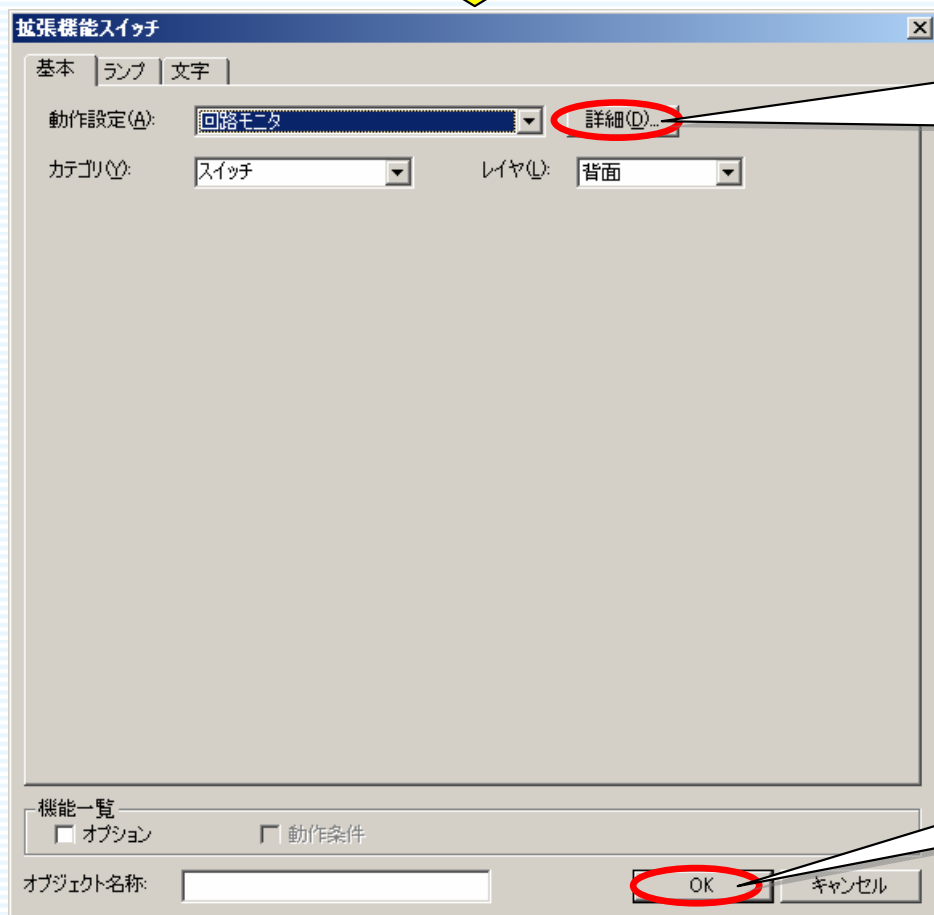 拡張機能スイッチ
基本 ランプ 文字
動作設定(A): 回路モニタ 詳細(D)...
カテゴリ(Y): スイッチ レイヤ(L): 背面
機能一覧
オプション 動作条件
オブジェクト名称: OK キャンセル